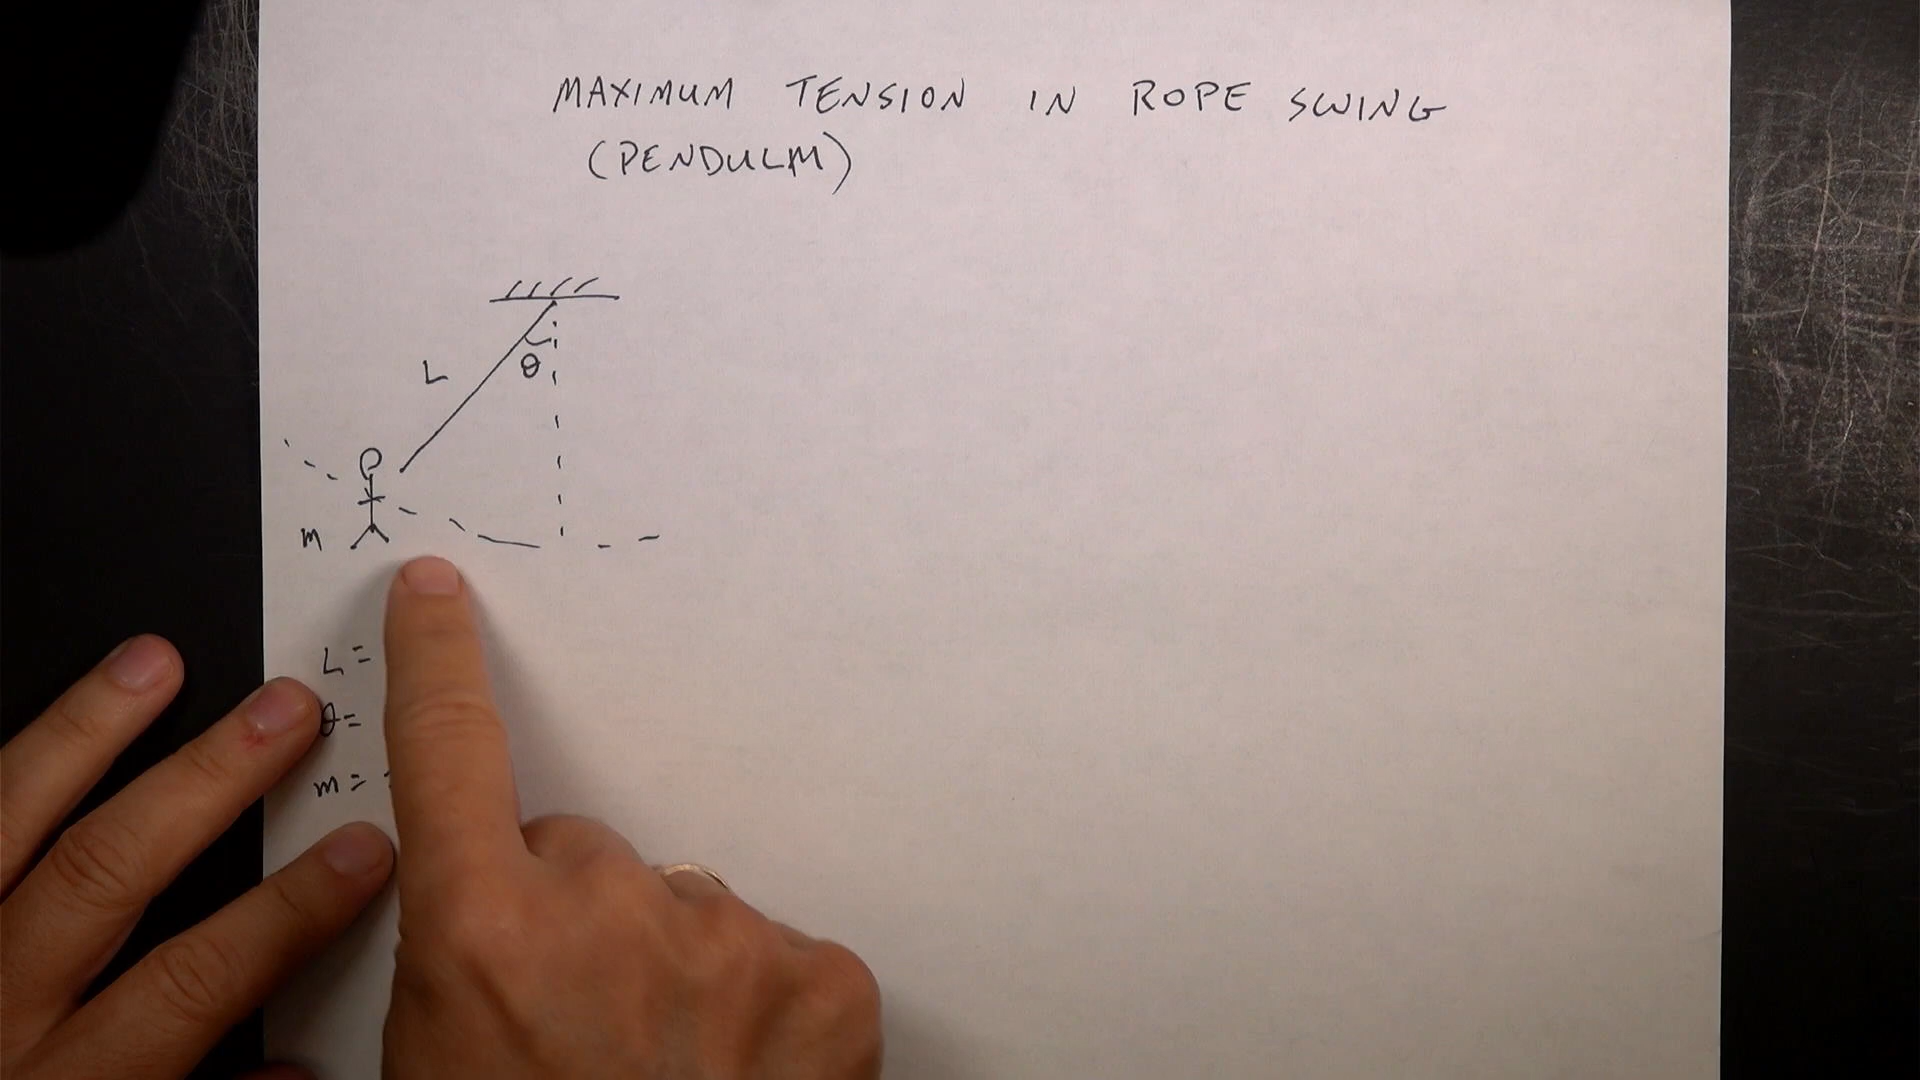 MAXIMUM TENSION IN ROPE SWING
(PENDULM)
L
θ
m
L =
θ =
m =